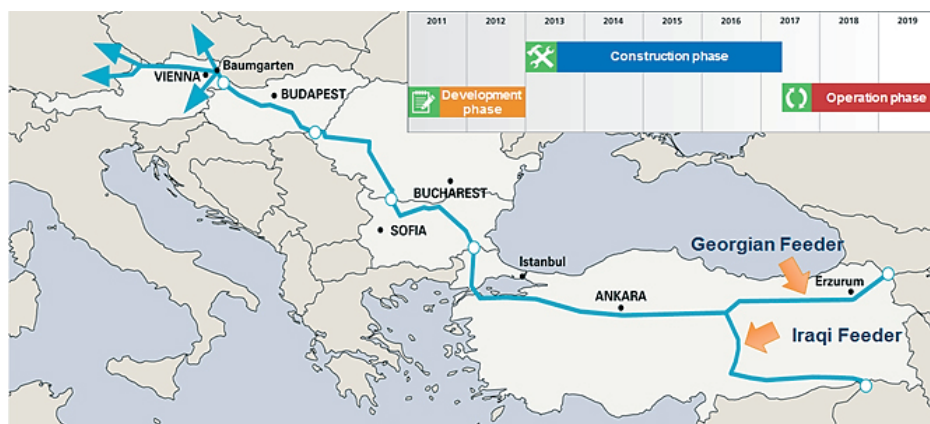 2011 2012 2013 2014 2015 2016 2017 2018 2019
Construction phase
Development
phase
Operation phase
Baumgarten
VIENNA
BUDAPEST
BUCHAREST
SOFIA
Istanbul
Georgian Feeder
Erzurum
ANKARA
Iraqi Feeder